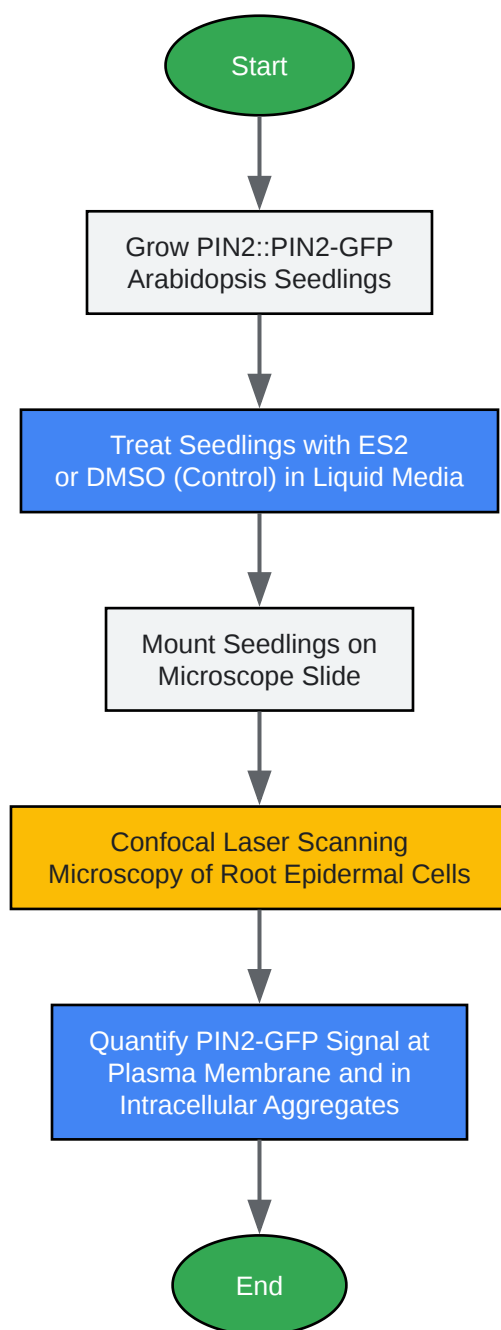 Start
Grow PIN2::PIN2-GFP
Arabidopsis Seedlings
Treat Seedlings with ES2
or DMSO (Control) in Liquid Media
Mount Seedlings on
Microscope Slide
Confocal Laser Scanning
Microscopy of Root Epidermal Cells
Quantify PIN2-GFP Signal at
Plasma Membrane and in
Intracellular Aggregates
End